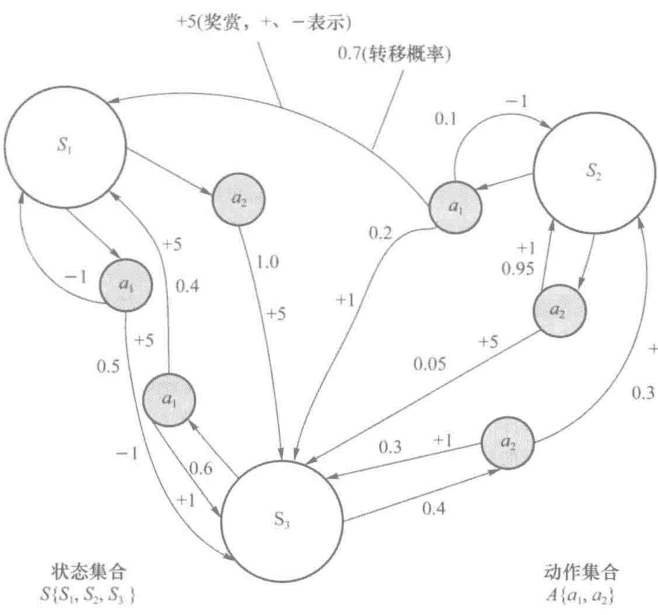 +5(奖赏，+、−表示)
0.7(转移概率)
S₁
a₂
0.1
−1
S₂
a₁
0.2
+5
0.4
−1
a₁
1.0
+1
+1
0.95
a₂
+5
0.5
+5
+5
0.05
+
0.3
a₁
−1
0.6
+1
0.3
+1
a₂
0.4
S₃
状态集合
S{S₁, S₂, S₃ }
动作集合
A{a₁, a₂}